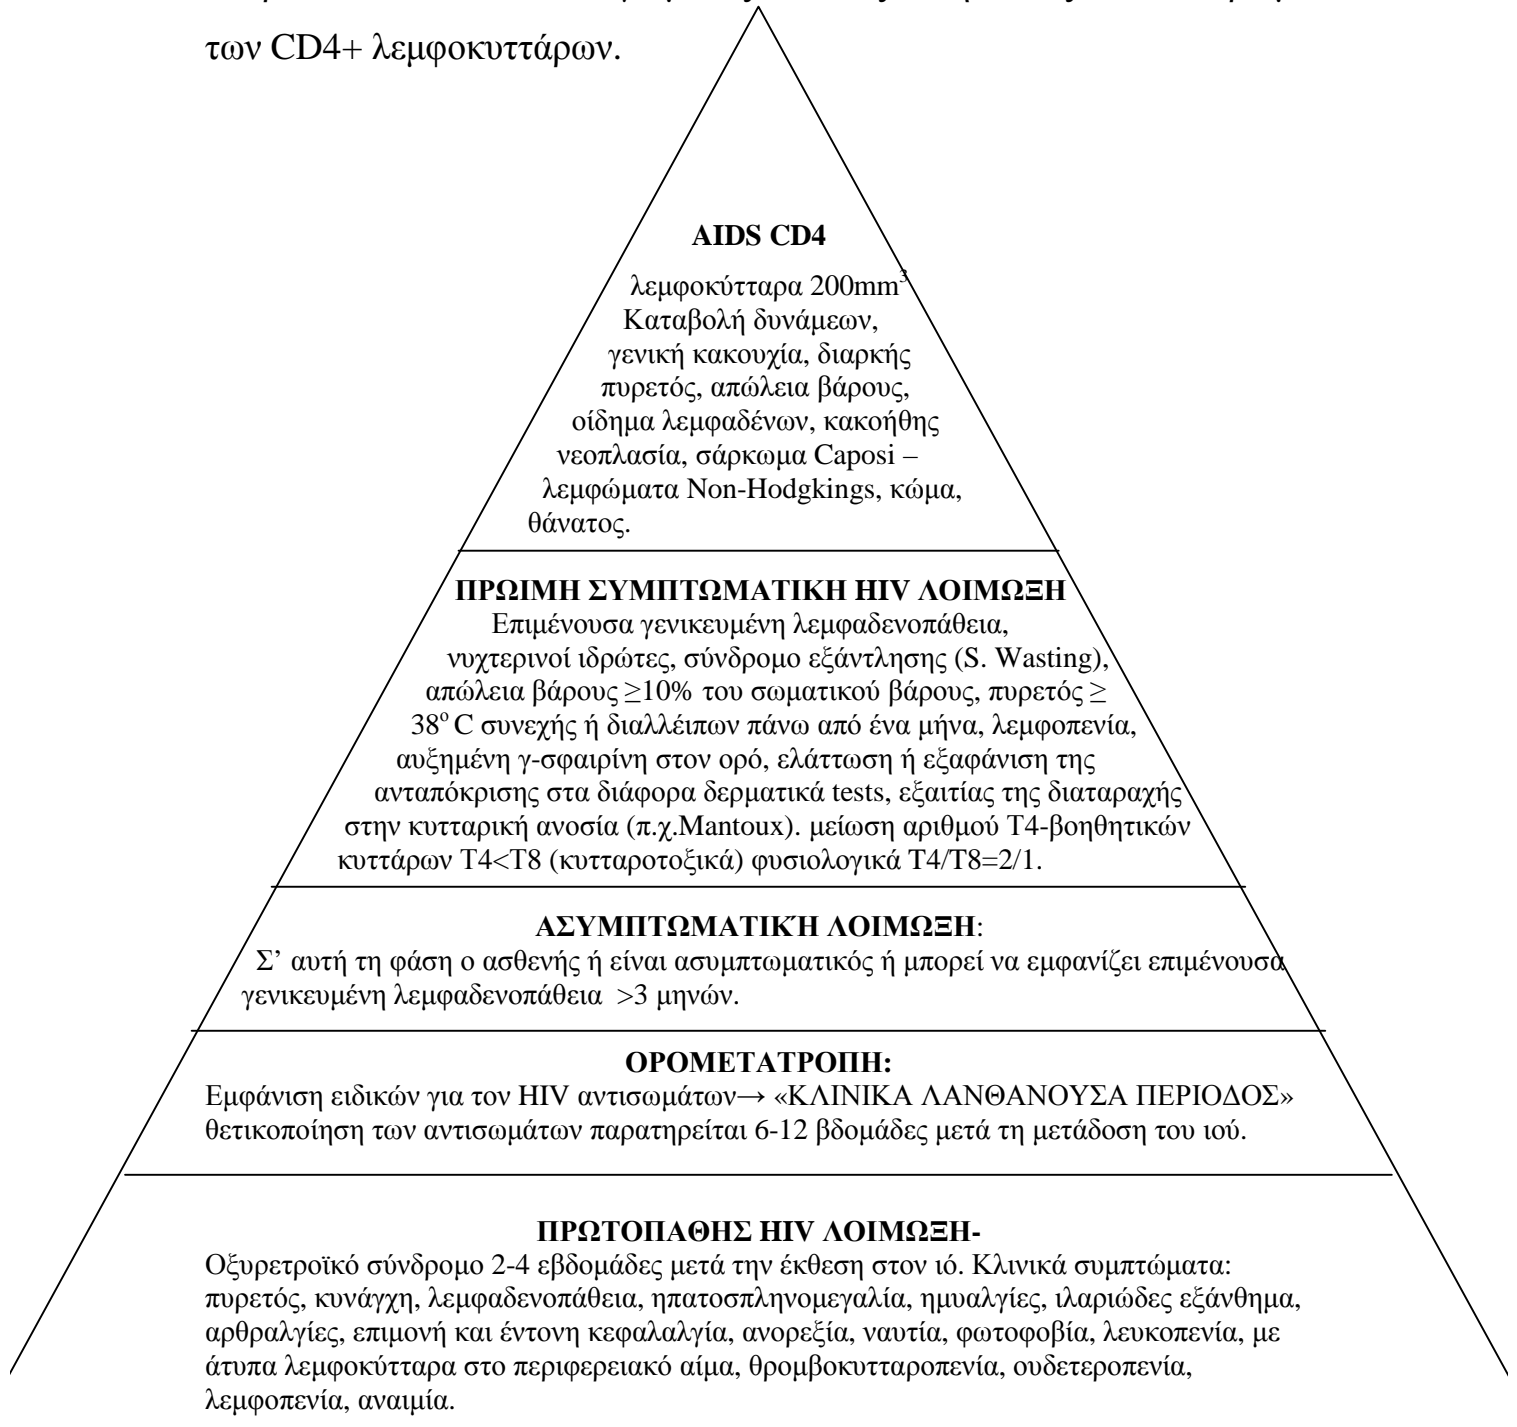 των CD4+ λεμφοκυττάρων.
AIDS CD4
λεμφοκύτταρα 200mm³
Καταβολή δυνάμεων,
γενική κακουχία, διαρκής
πυρετός, απώλεια βάρους,
οίδημα λεμφαδένων, κακοήθης
νεοπλασία, σάρκωμα Caposi –
λεμφώματα Non-Hodgkings, κώμα,
θάνατος.
ΠΡΩΙΜΗ ΣΥΜΠΤΩΜΑΤΙΚΗ HIV ΛΟΙΜΩΞΗ
Επιμένουσα γενικευμένη λεμφαδενοπάθεια,
νυχτερινοί ιδρώτες, σύνδρομο εξάντλησης (S. Wasting),
απώλεια βάρους ≥10% του σωματικού βάρους, πυρετός ≥
38º C συνεχής ή διαλλέιπων πάνω από ένα μήνα, λεμφοπενία,
αυξημένη γ-σφαιρίνη στον ορό, ελάττωση ή εξαφάνιση της
ανταπόκρισης στα διάφορα δερματικά tests, εξαιτίας της διαταραχής
στην κυτταρική ανοσία (π.χ.Mantoux). μείωση αριθμού Τ4-βοηθητικών
κυττάρων Τ4<Τ8 (κυτταροτοξικά) φυσιολογικά Τ4/Τ8=2/1.
ΑΣΥΜΠΤΩΜΑΤΙΚΉ ΛΟΙΜΩΞΗ:
Σ’ αυτή τη φάση ο ασθενής ή είναι ασυμπτωματικός ή μπορεί να εμφανίζει επιμένουσα
γενικευμένη λεμφαδενοπάθεια >3 μηνών.
ΟΡΟΜΕΤΑΤΡΟΠΗ:
Εμφάνιση ειδικών για τον HIV αντισωμάτων→ «ΚΛΙΝΙΚΑ ΛΑΝΘΑΝΟΥΣΑ ΠΕΡΙΟΔΟΣ»
θετικοποίηση των αντισωμάτων παρατηρείται 6-12 βδομάδες μετά τη μετάδοση του ιού.
ΠΡΩΤΟΠΑΘΗΣ HIV ΛΟΙΜΩΞΗ-
Οξυρετροϊκό σύνδρομο 2-4 εβδομάδες μετά την έκθεση στον ιό. Κλινικά συμπτώματα:
πυρετός, κυνάγχη, λεμφαδενοπάθεια, ηπατοσπληνομεγαλία, ημυαλγίες, ιλαριώδες εξάνθημα,
αρθραλγίες, επιμονή και έντονη κεφαλαλγία, ανορεξία, ναυτία, φωτοφοβία, λευκοπενία, με
άτυπα λεμφοκύτταρα στο περιφερειακό αίμα, θρομβοκυτταροπενία, ουδετεροπενία,
λεμφοπενία, αναιμία.